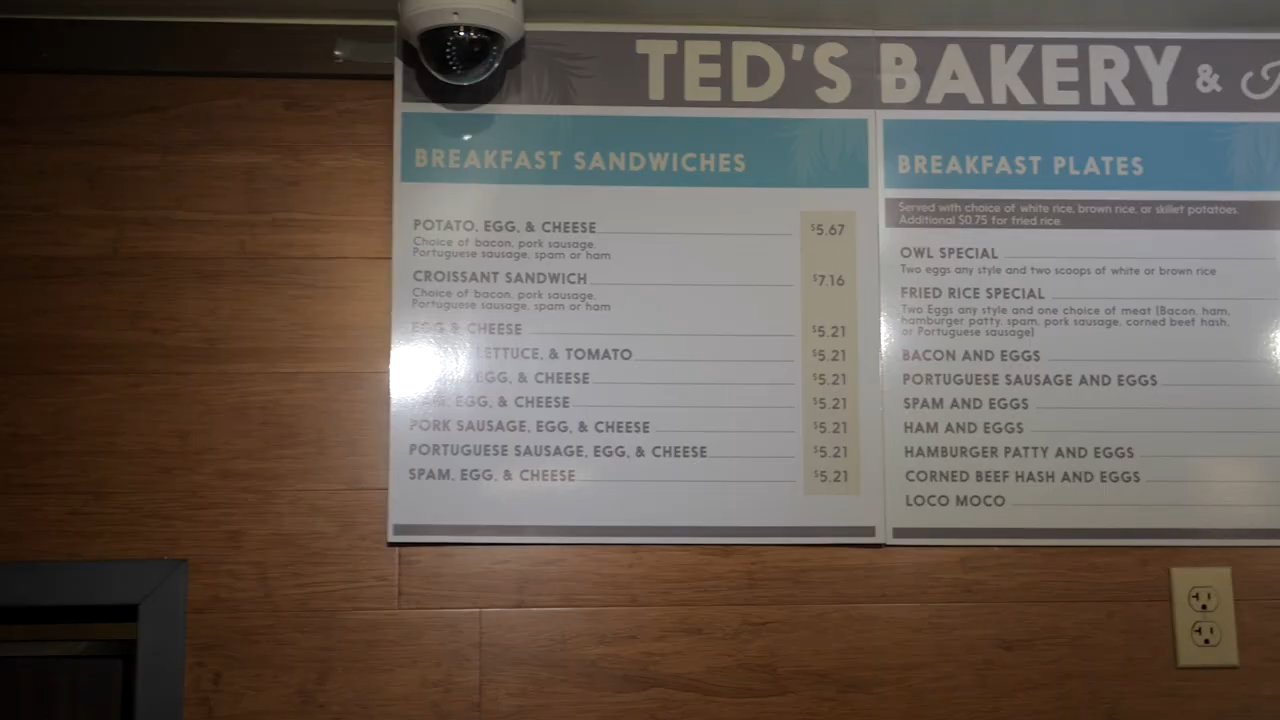 TED'S BAKERY &
BREAKFAST SANDWICHES
POTATO, EGG, & CHEESE $5.67
Choice of bacon, pork sausage,
Portuguese sausage, spam or ham
CROISSANT SANDWICH $7.16
Choice of bacon, pork sausage,
Portuguese sausage, spam or ham
EGG & CHEESE $5.21
LETTUCE, & TOMATO $5.21
EGG, & CHEESE $5.21
EGG, & CHEESE $5.21
PORK SAUSAGE, EGG, & CHEESE $5.21
PORTUGUESE SAUSAGE, EGG, & CHEESE $5.21
SPAM, EGG, & CHEESE $5.21
BREAKFAST PLATES
Served with choice of white rice, brown rice, or skillet potatoes.
Additional $0.75 for fried rice.
OWL SPECIAL
Two eggs any style and two scoops of white or brown rice
FRIED RICE SPECIAL
Two Eggs any style and one choice of meat (Bacon, ham,
hamburger patty, spam, pork sausage, corned beef hash,
or Portuguese sausage)
BACON AND EGGS
PORTUGUESE SAUSAGE AND EGGS
SPAM AND EGGS
HAM AND EGGS
HAMBURGER PATTY AND EGGS
CORNED BEEF HASH AND EGGS
LOCO MOCO